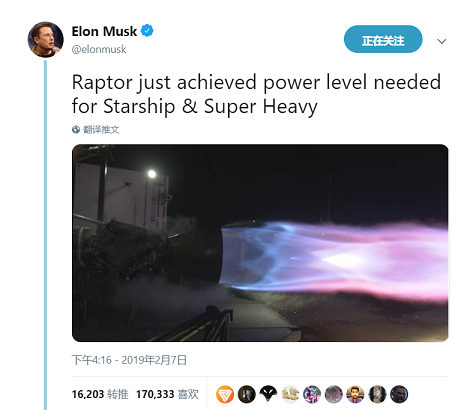 Elon Musk
@elonmusk
正在关注
Raptor just achieved power level needed
for Starship & Super Heavy
翻译推文
下午4:16 - 2019年2月7日
16,203 转推 170,333 喜欢